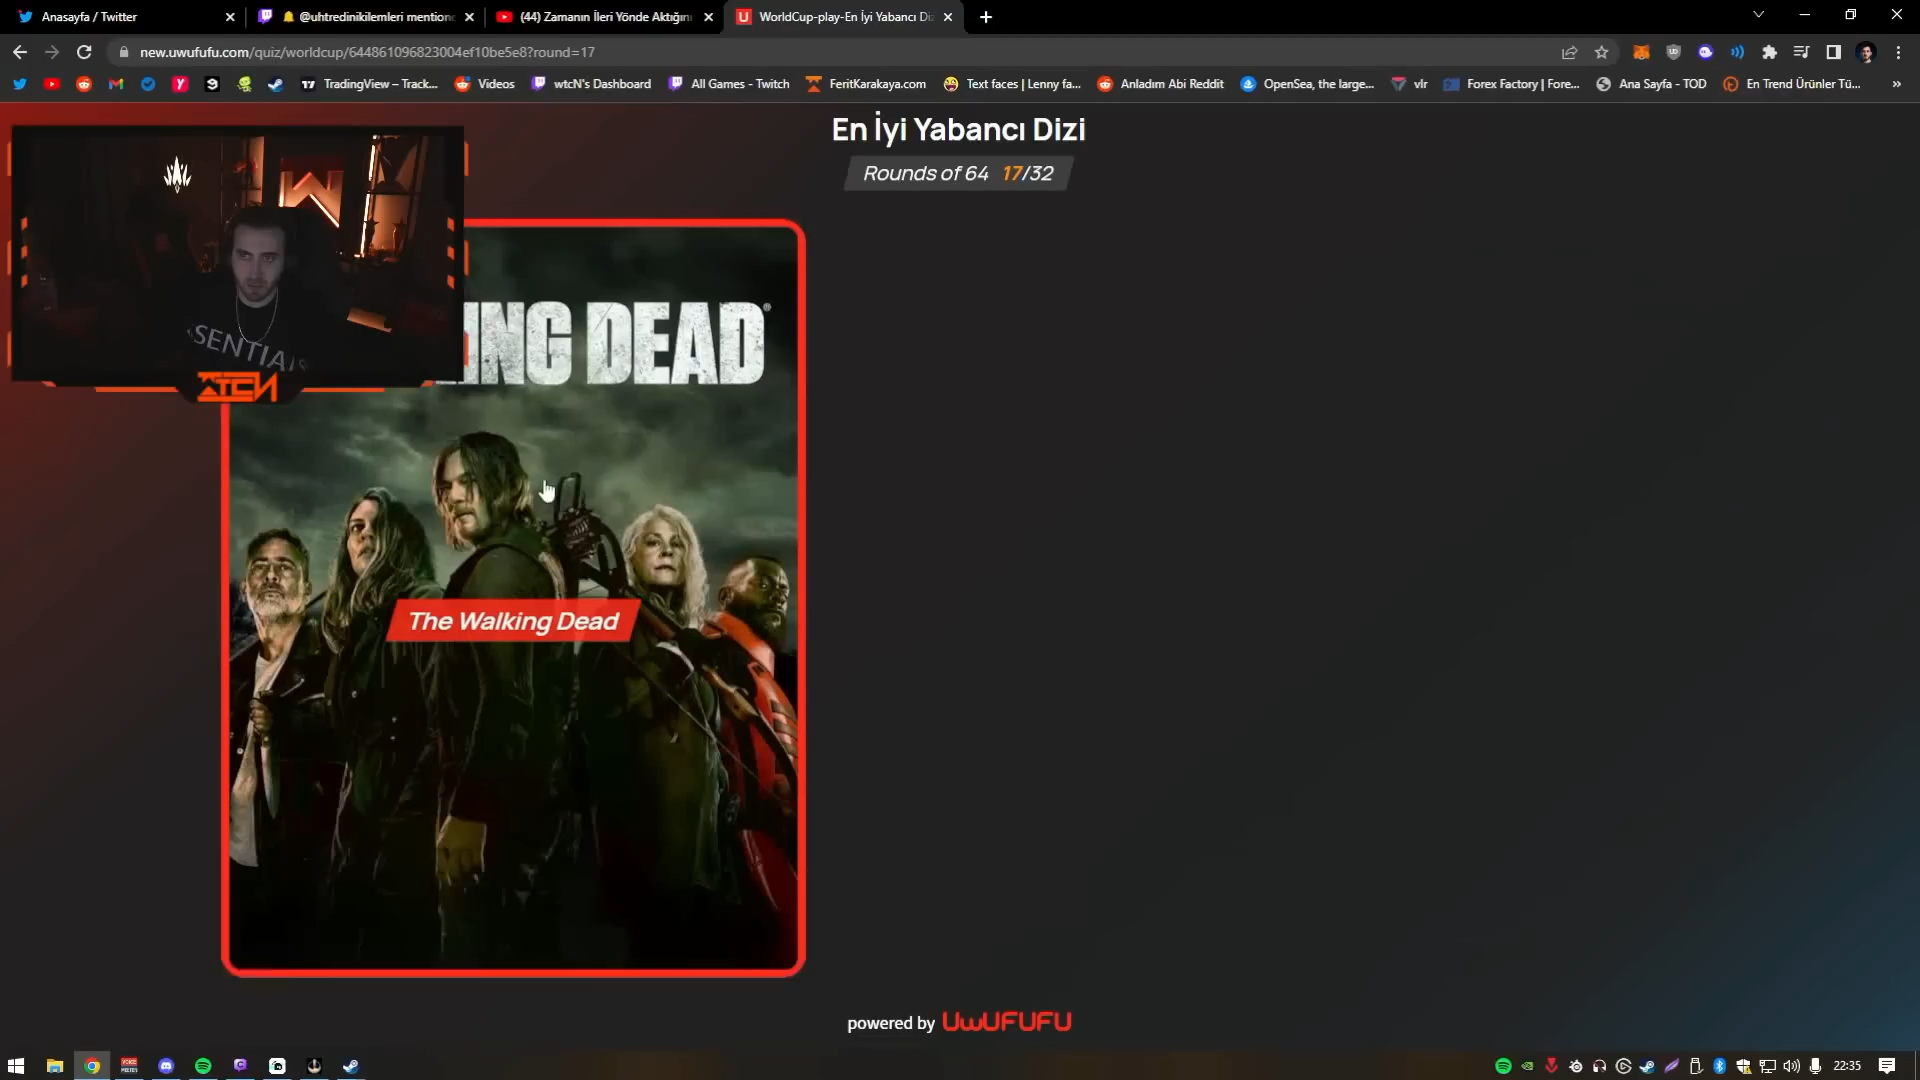 Anasayfa / Twitter
@uhtredinikilemleri mention
(44) Zamanın İleri Yönde Aktığın
WorldCup-play-En İyi Yabancı Di
new.uwufufu.com/quiz/worldcup/644861096823004ef10be5e8?round=17
TradingView – Track...
Videos
wtcN's Dashboard
All Games - Twitch
FeritKarakaya.com
Text faces | Lenny fa...
Anladım Abi Reddit
OpenSea, the large...
vlr
Forex Factory | Fore...
Ana Sayfa - TOD
En Trend Ürünler Tü...
En İyi Yabancı Dizi
Rounds of 64 17/32
SENTIA
WTCN
ING DEAD
The Walking Dead
powered by UwUFUFU
22:35